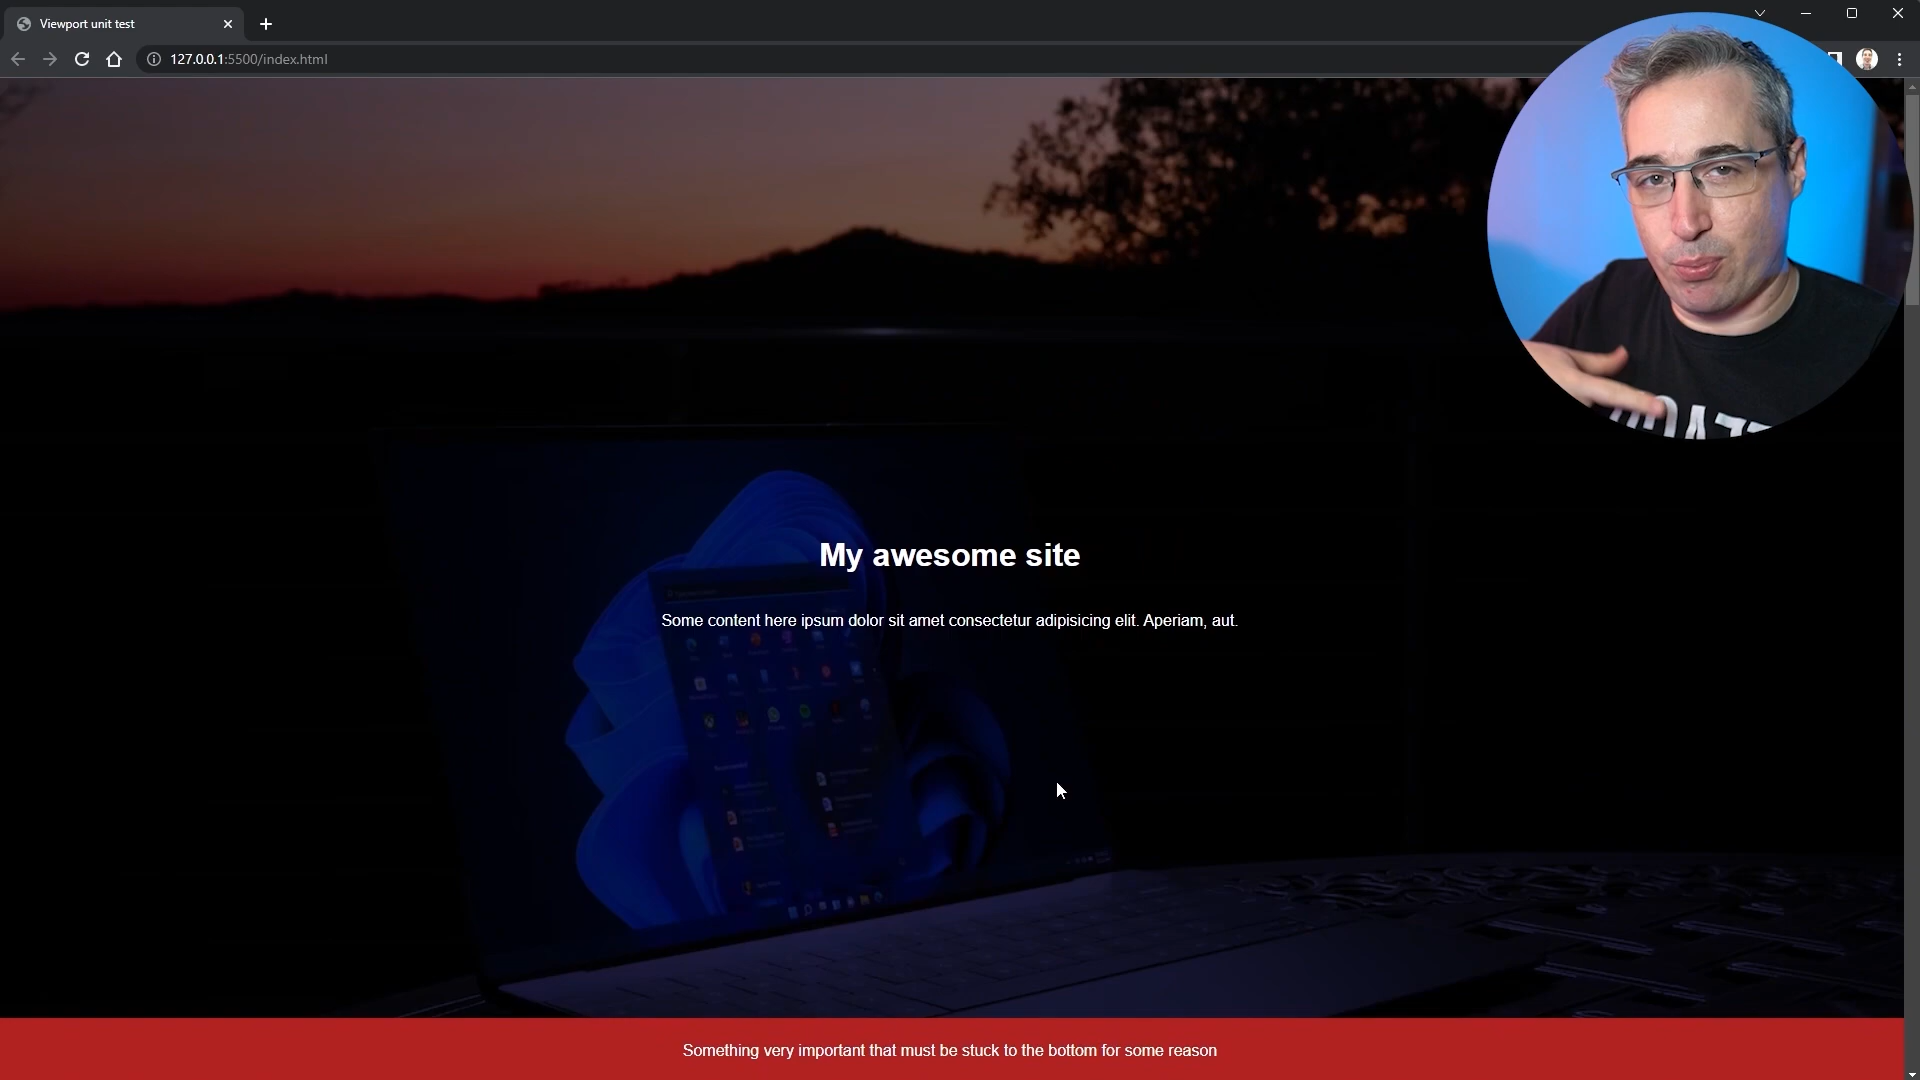 Viewport unit test
127.0.0.1:5500/index.html
My awesome site
Some content here ipsum dolor sit amet consectetur adipisicing elit. Aperiam, aut.
Something very important that must be stuck to the bottom for some reason